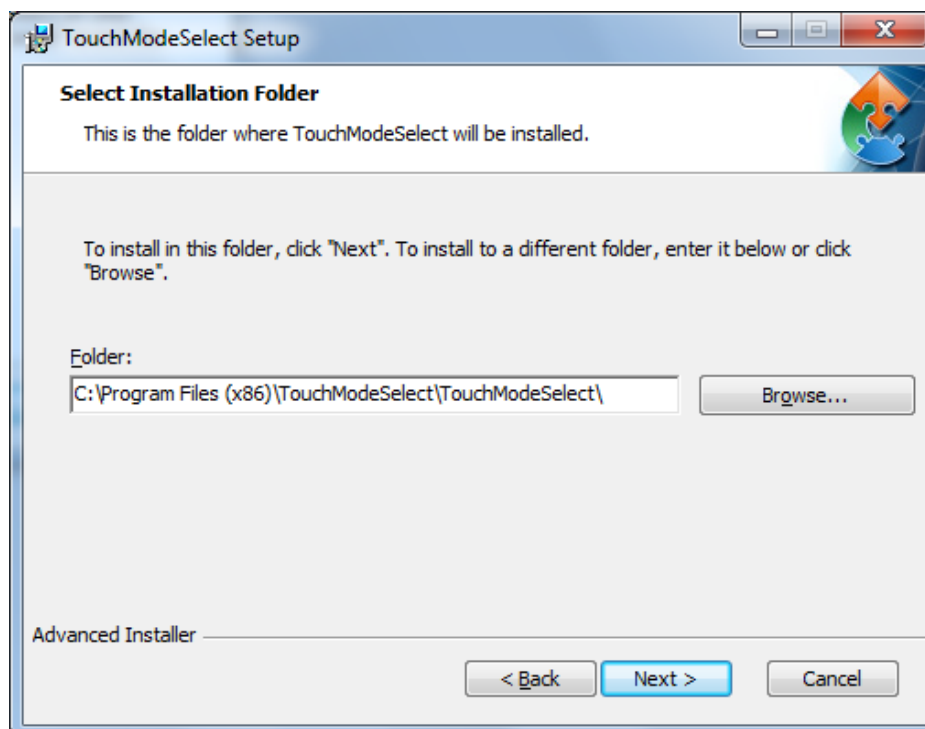 TouchModeSelect Setup
Select Installation Folder
This is the folder where TouchModeSelect will be installed.
To install in this folder, click "Next". To install to a different folder, enter it below or click
"Browse".
Folder:
C:\Program Files (x86)\TouchModeSelect\TouchModeSelect\
Browse...
Advanced Installer
< Back
Next >
Cancel